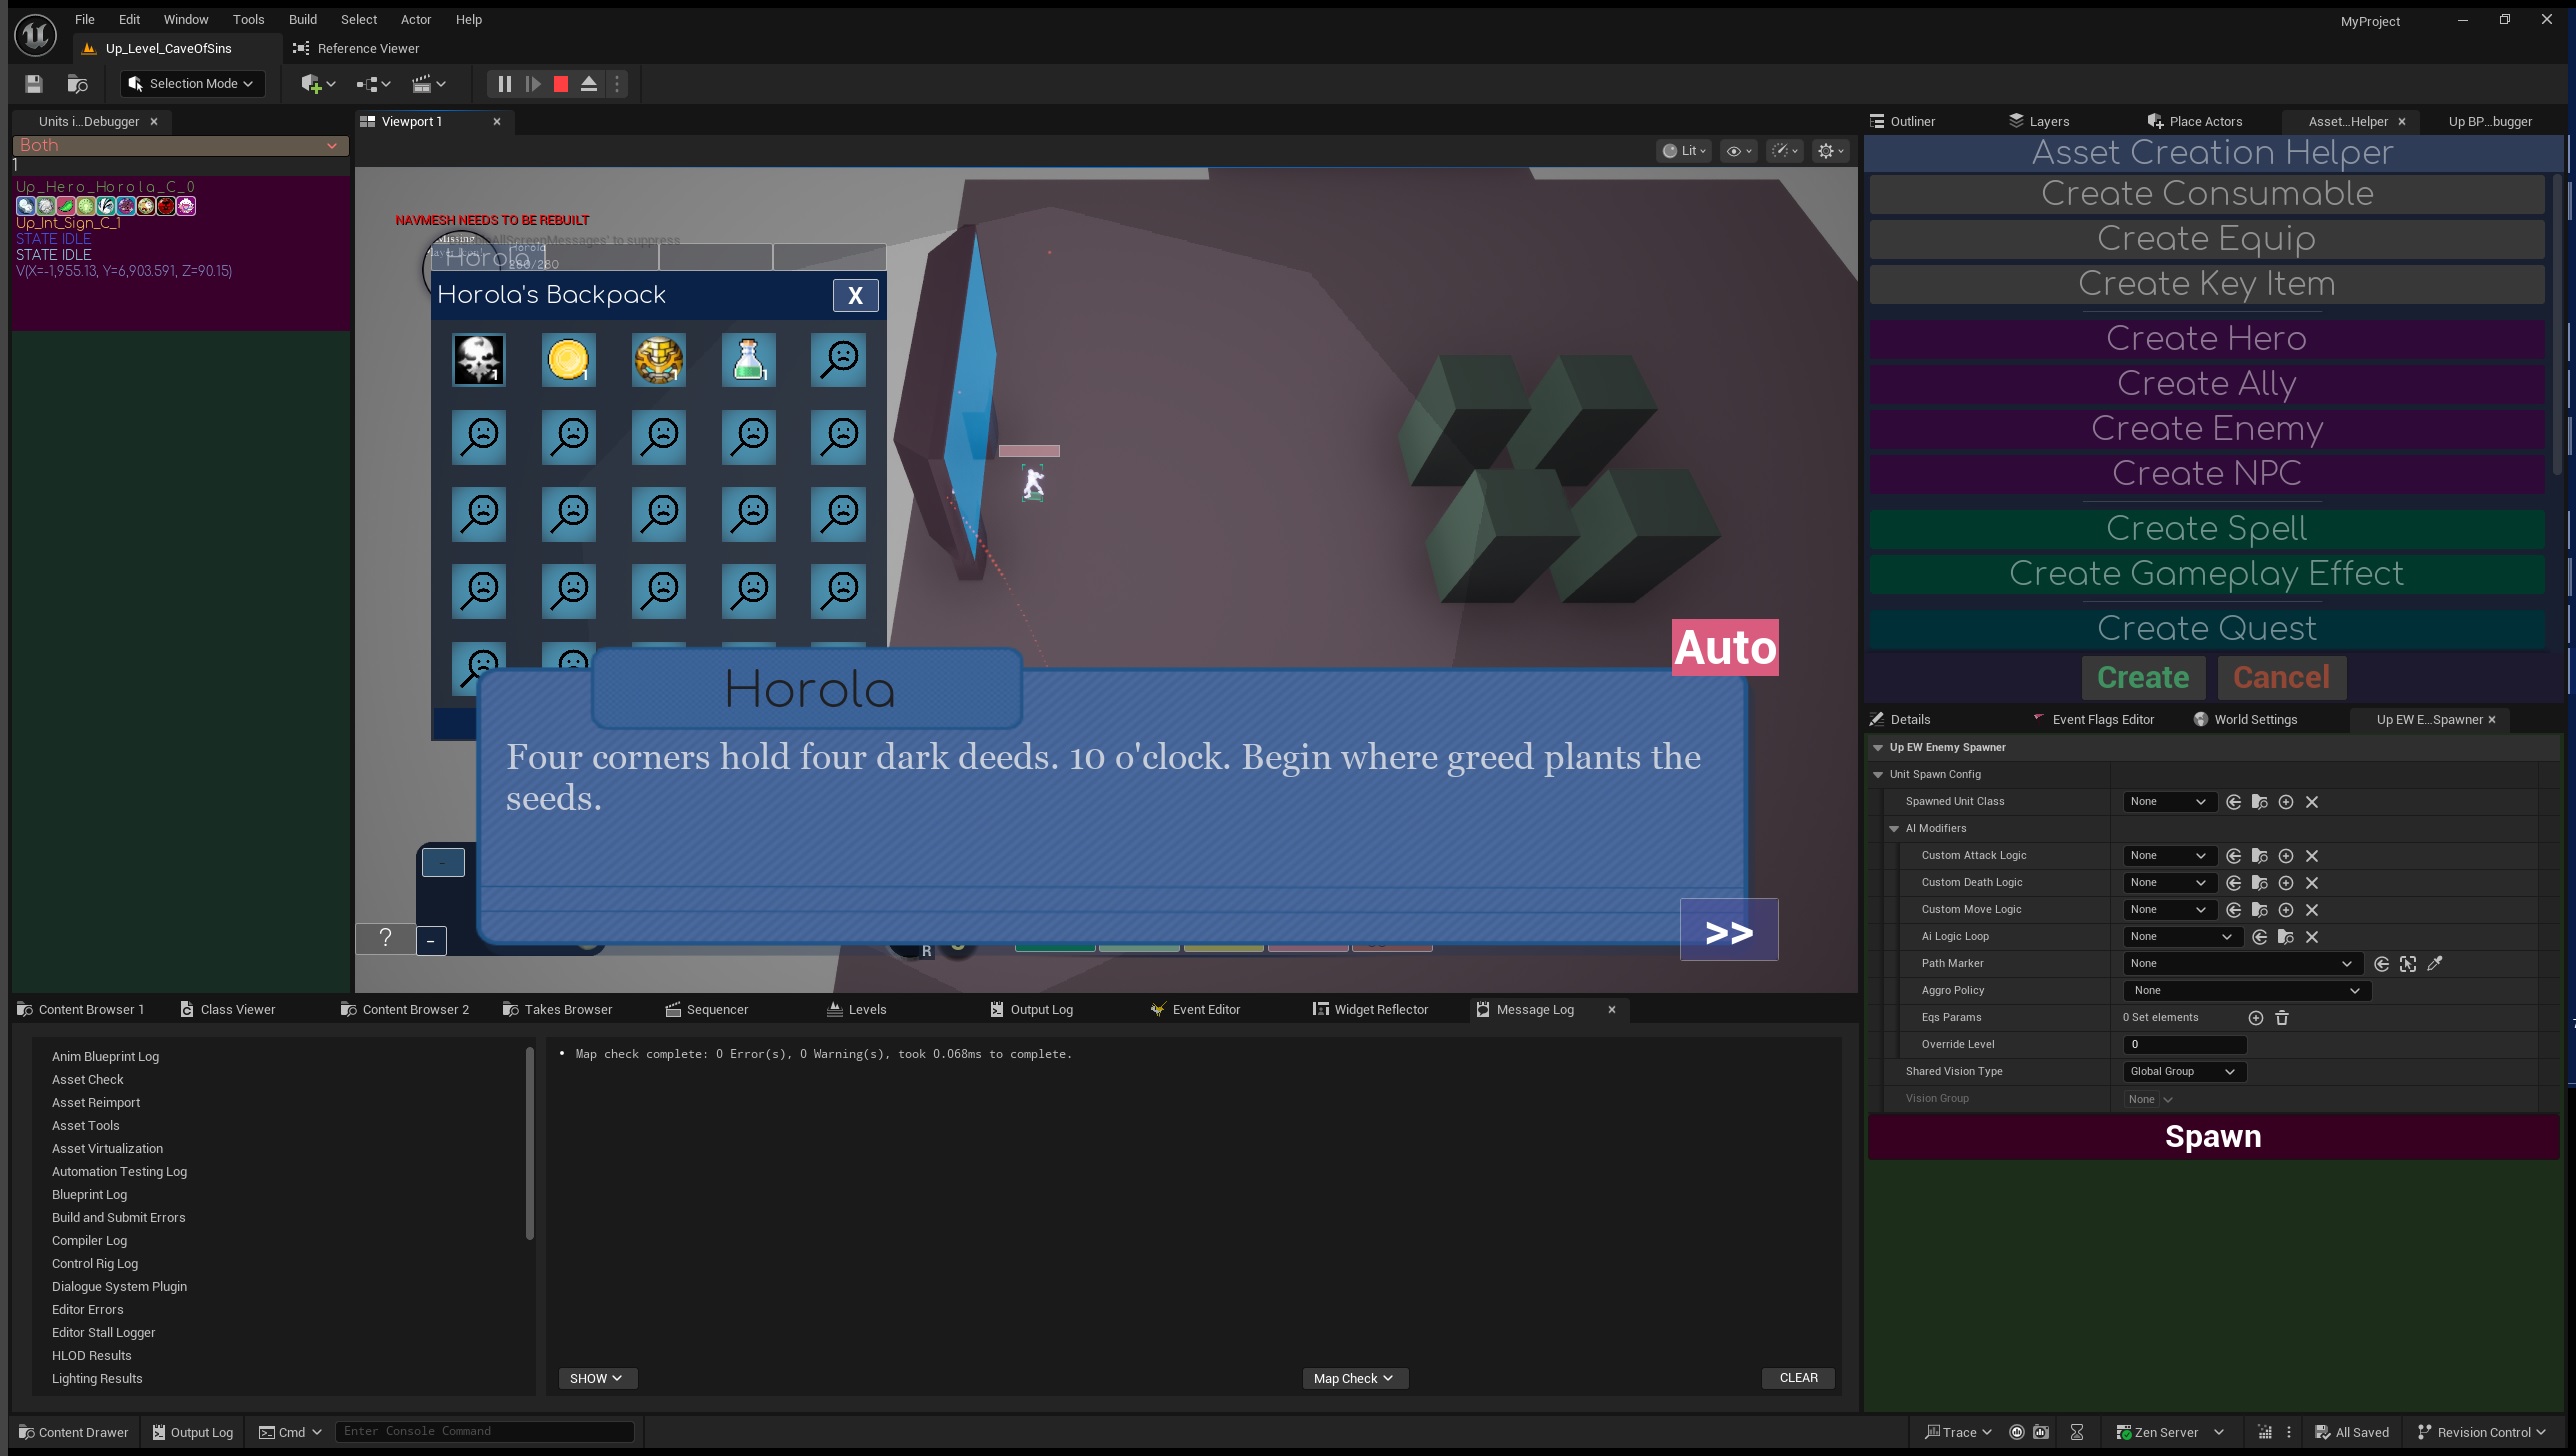 File Edit Window Tools Build Select Actor Help
MyProject
Up_Level_CaveOfSins Reference Viewer
Selection Mode
Units i...Debugger
Both
1
Up_Hero_Horola_C_0
Up_Int_Sign_C_1
STATE IDLE
STATE IDLE
V(X=-1,955.13, Y=6,903.591, Z=90.15)
Viewport 1
Lit
NAVMESH NEEDS TO BE REBUILT
AllScreenMessages' to suppress
Missing
Horola
Horola
280/280
Horola's Backpack
X
1 1 1 1
Auto
Horola
Four corners hold four dark deeds. 10 o'clock. Begin where greed plants the
seeds.
>>
-
?
-
R
Outliner Layers Place Actors Asset...Helper Up BP...bugger
Asset Creation Helper
Create Consumable
Create Equip
Create Key Item
Create Hero
Create Ally
Create Enemy
Create NPC
Create Spell
Create Gameplay Effect
Create Quest
Create Cancel
Details Event Flags Editor World Settings Up EW E...Spawner
Up EW Enemy Spawner
Unit Spawn Config
Spawned Unit Class None
AI Modifiers
Custom Attack Logic None
Custom Death Logic None
Custom Move Logic None
Ai Logic Loop None
Path Marker None
Aggro Policy None
Eqs Params 0 Set elements
Override Level 0
Shared Vision Type Global Group
Vision Group None
Spawn
Content Browser 1 Class Viewer Content Browser 2 Takes Browser Sequencer Levels Output Log Event Editor Widget Reflector Message Log
Anim Blueprint Log
Asset Check
Asset Reimport
Asset Tools
Asset Virtualization
Automation Testing Log
Blueprint Log
Build and Submit Errors
Compiler Log
Control Rig Log
Dialogue System Plugin
Editor Errors
Editor Stall Logger
HLOD Results
Lighting Results
• Map check complete: 0 Error(s), 0 Warning(s), took 0.068ms to complete.
SHOW Map Check CLEAR
Content Drawer Output Log Cmd Enter Console Command
Trace Zen Server All Saved Revision Control